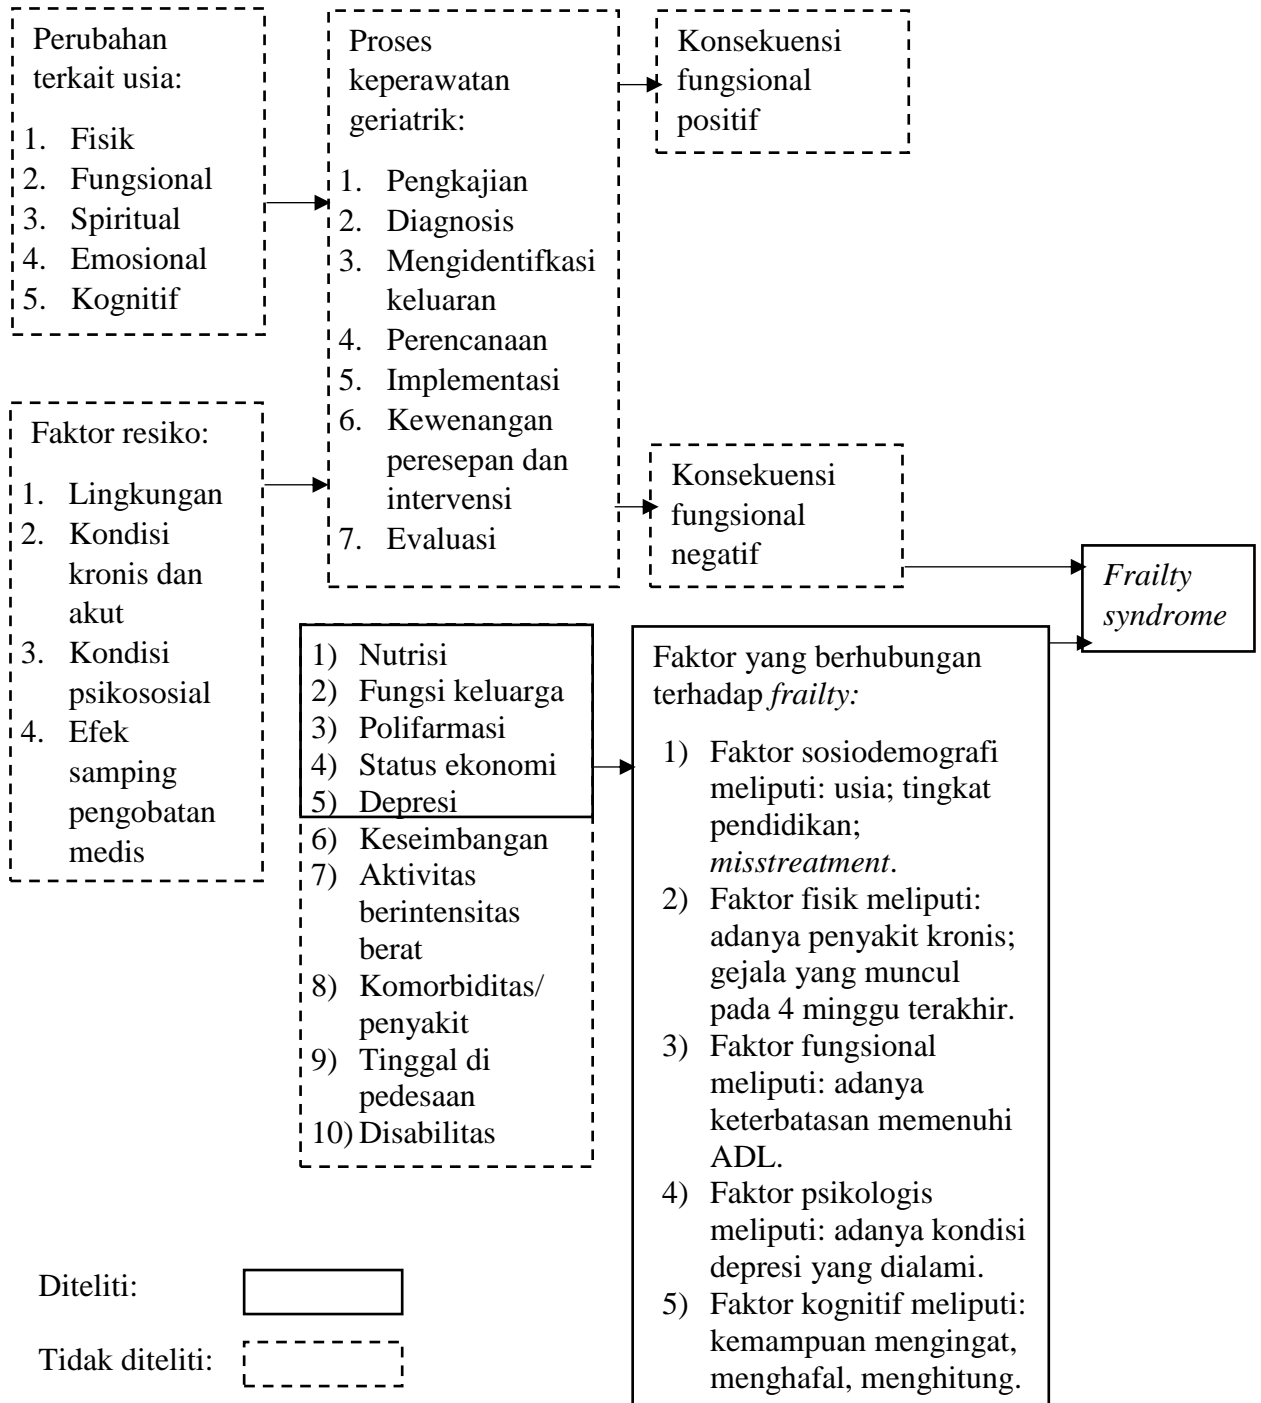 Perubahan
terkait usia:
1. Fisik
2. Fungsional
3. Spiritual
4. Emosional
5. Kognitif
Faktor resiko:
1. Lingkungan
2. Kondisi
kronis dan
akut
3. Kondisi
psikososial
4. Efek
samping
pengobatan
medis
Proses
keperawatan
geriatrik:
1. Pengkajian
2. Diagnosis
3. Mengidentifkasi
keluaran
4. Perencanaan
5. Implementasi
6. Kewenangan
peresepan dan
intervensi
7. Evaluasi
Konsekuensi
fungsional
positif
Konsekuensi
fungsional
negatif
Frailty
syndrome
1) Nutrisi
2) Fungsi keluarga
3) Polifarmasi
4) Status ekonomi
5) Depresi
6) Keseimbangan
7) Aktivitas
berintensitas
berat
8) Komorbiditas/
penyakit
9) Tinggal di
pedesaan
10) Disabilitas
Faktor yang berhubungan
terhadap frailty:
1) Faktor sosiodemografi
meliputi: usia; tingkat
pendidikan;
misstreatment.
2) Faktor fisik meliputi:
adanya penyakit kronis;
gejala yang muncul
pada 4 minggu terakhir.
3) Faktor fungsional
meliputi: adanya
keterbatasan memenuhi
ADL.
4) Faktor psikologis
meliputi: adanya kondisi
depresi yang dialami.
5) Faktor kognitif meliputi:
kemampuan mengingat,
menghafal, menghitung.
Diteliti:
Tidak diteliti: